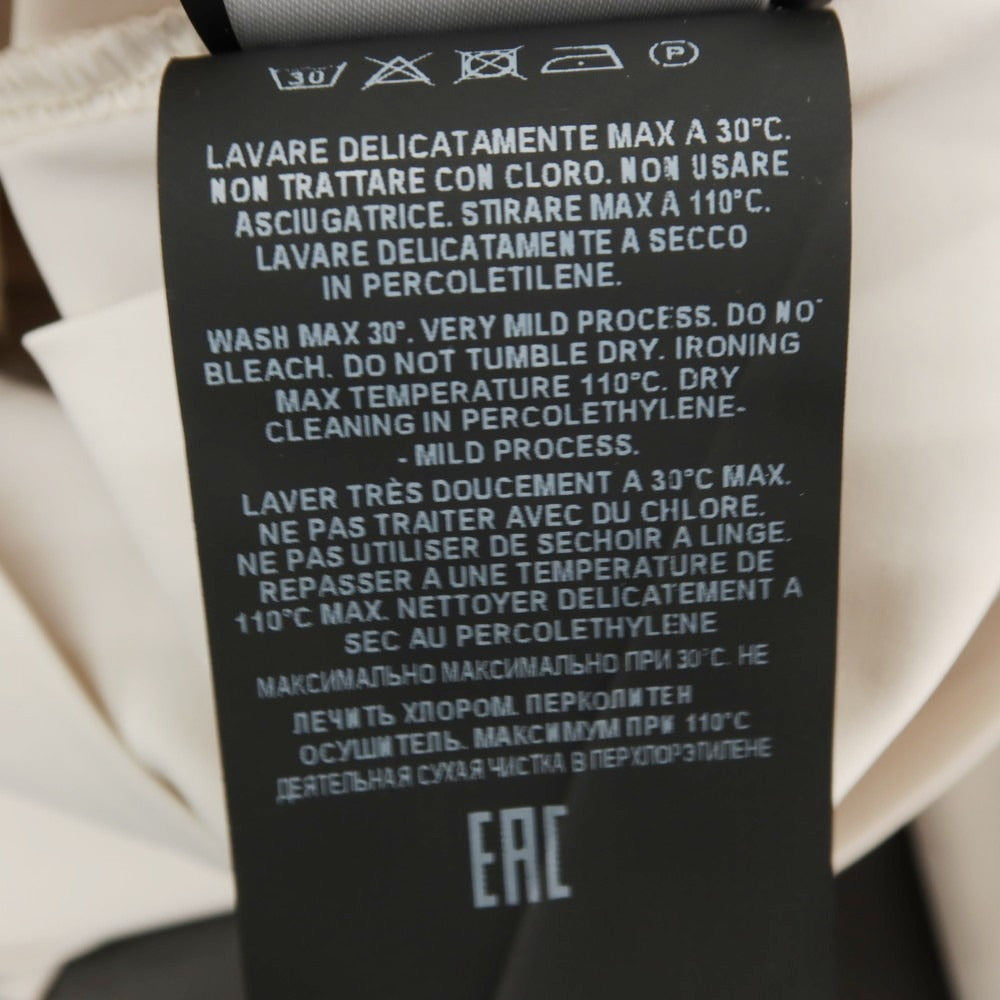 30
P
LAVARE DELICATAMENTE MAX A 30°C.
NON TRATTARE CON CLORO. NON USARE
ASCIUGATRICE. STIRARE MAX A 110°C.
LAVARE DELICATAMENTE A SECCO
IN PERCOLETILENE.
WASH MAX 30°. VERY MILD PROCESS. DO NO
BLEACH. DO NOT TUMBLE DRY. IRONING
MAX TEMPERATURE 110°C. DRY
CLEANING IN PERCOLETHYLENE-
- MILD PROCESS.
LAVER TRÈS DOUCEMENT A 30°C MAX.
NE PAS TRAITER AVEC DU CHLORE.
NE PAS UTILISER DE SECHOIR A LINGE.
REPASSER A UNE TEMPERATURE DE
110°C MAX. NETTOYER DELICATEMENT A
SEC AU PERCOLETHYLENE
МАКСИМАЛЬНО МАКСИМАЛЬНО ПРИ 30°C. НЕ
ЛЕЧИТЬ ХЛОРОМ. ПЕРКОЛИТЕН
ОСУШИТЕЛЬ. МАКСИМУМ ПРИ 110°C
ДЕЯТЕЛЬНАЯ СУХАЯ ЧИСТКА В ПЕРХЛОРЭТИЛЕНЕ
EAC